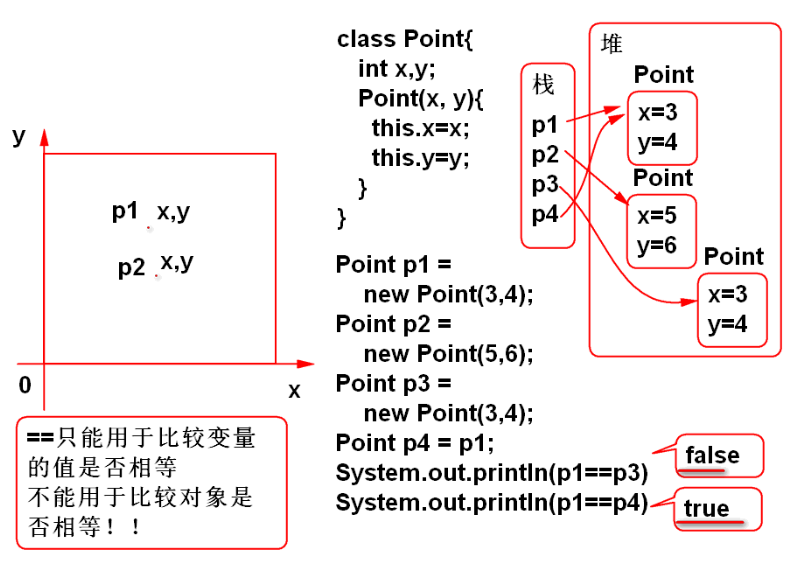 y
p1 x,y
p2 x,y
0
x
==只能用于比较变量
的值是否相等
不能用于比较对象是
否相等！！
class Point{
int x,y;
Point(x, y){
this.x=x;
this.y=y;
}
}
Point p1 =
new Point(3,4);
Point p2 =
new Point(5,6);
Point p3 =
new Point(3,4);
Point p4 = p1;
System.out.println(p1==p3)
System.out.println(p1==p4)
false
true
栈
p1
p2
p3
p4
堆
Point
x=3
y=4
Point
x=5
y=6
Point
x=3
y=4